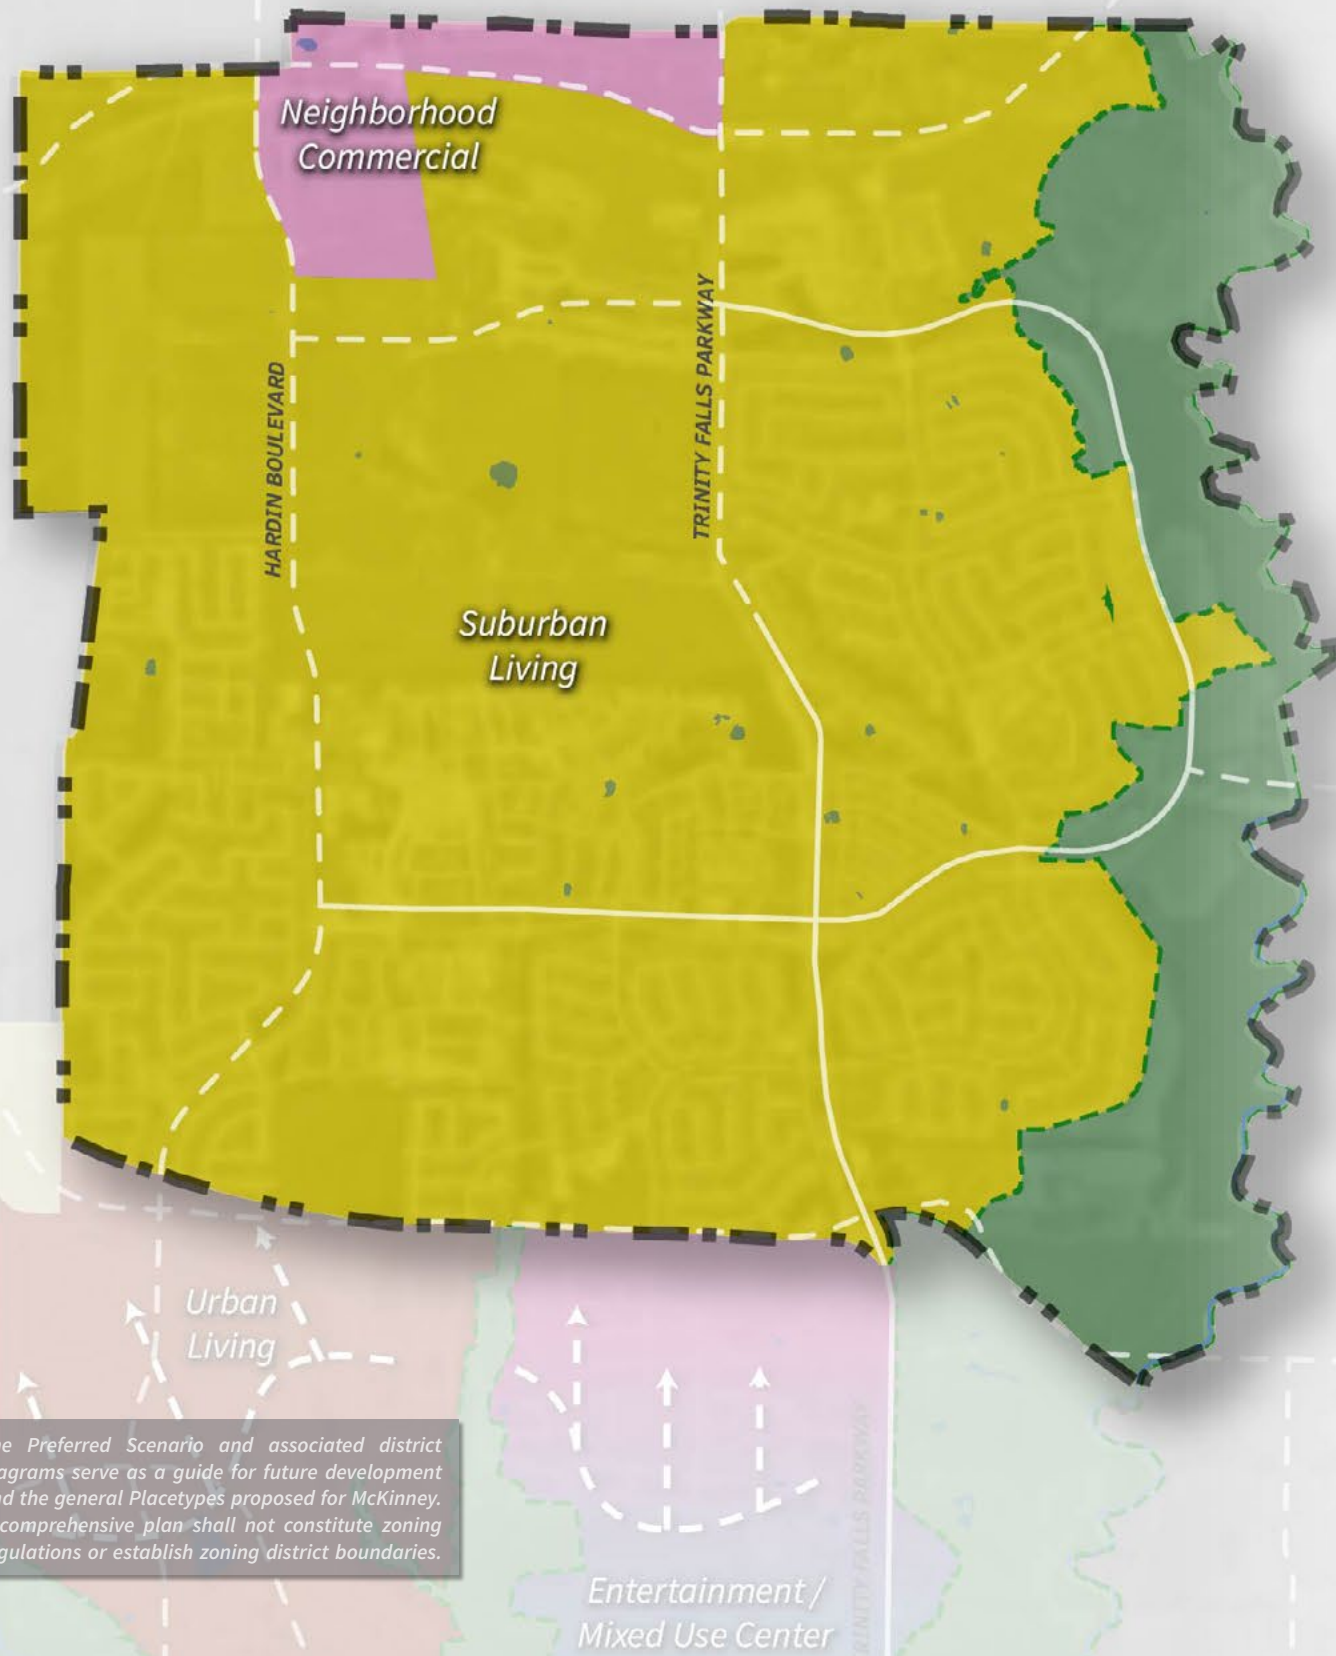 Neighborhood
Commercial
HARDIN BOULEVARD
TRINITY FALLS PARKWAY
Suburban
Living
Urban
Living
Preferred Scenario and associated district
serve as a guide for future development
the general Placetypes proposed for McKinney.
comprehensive plan shall not constitute zoning
or establish zoning district boundaries.
FALLS PARKWAY
Entertainment /
Mixed Use Center